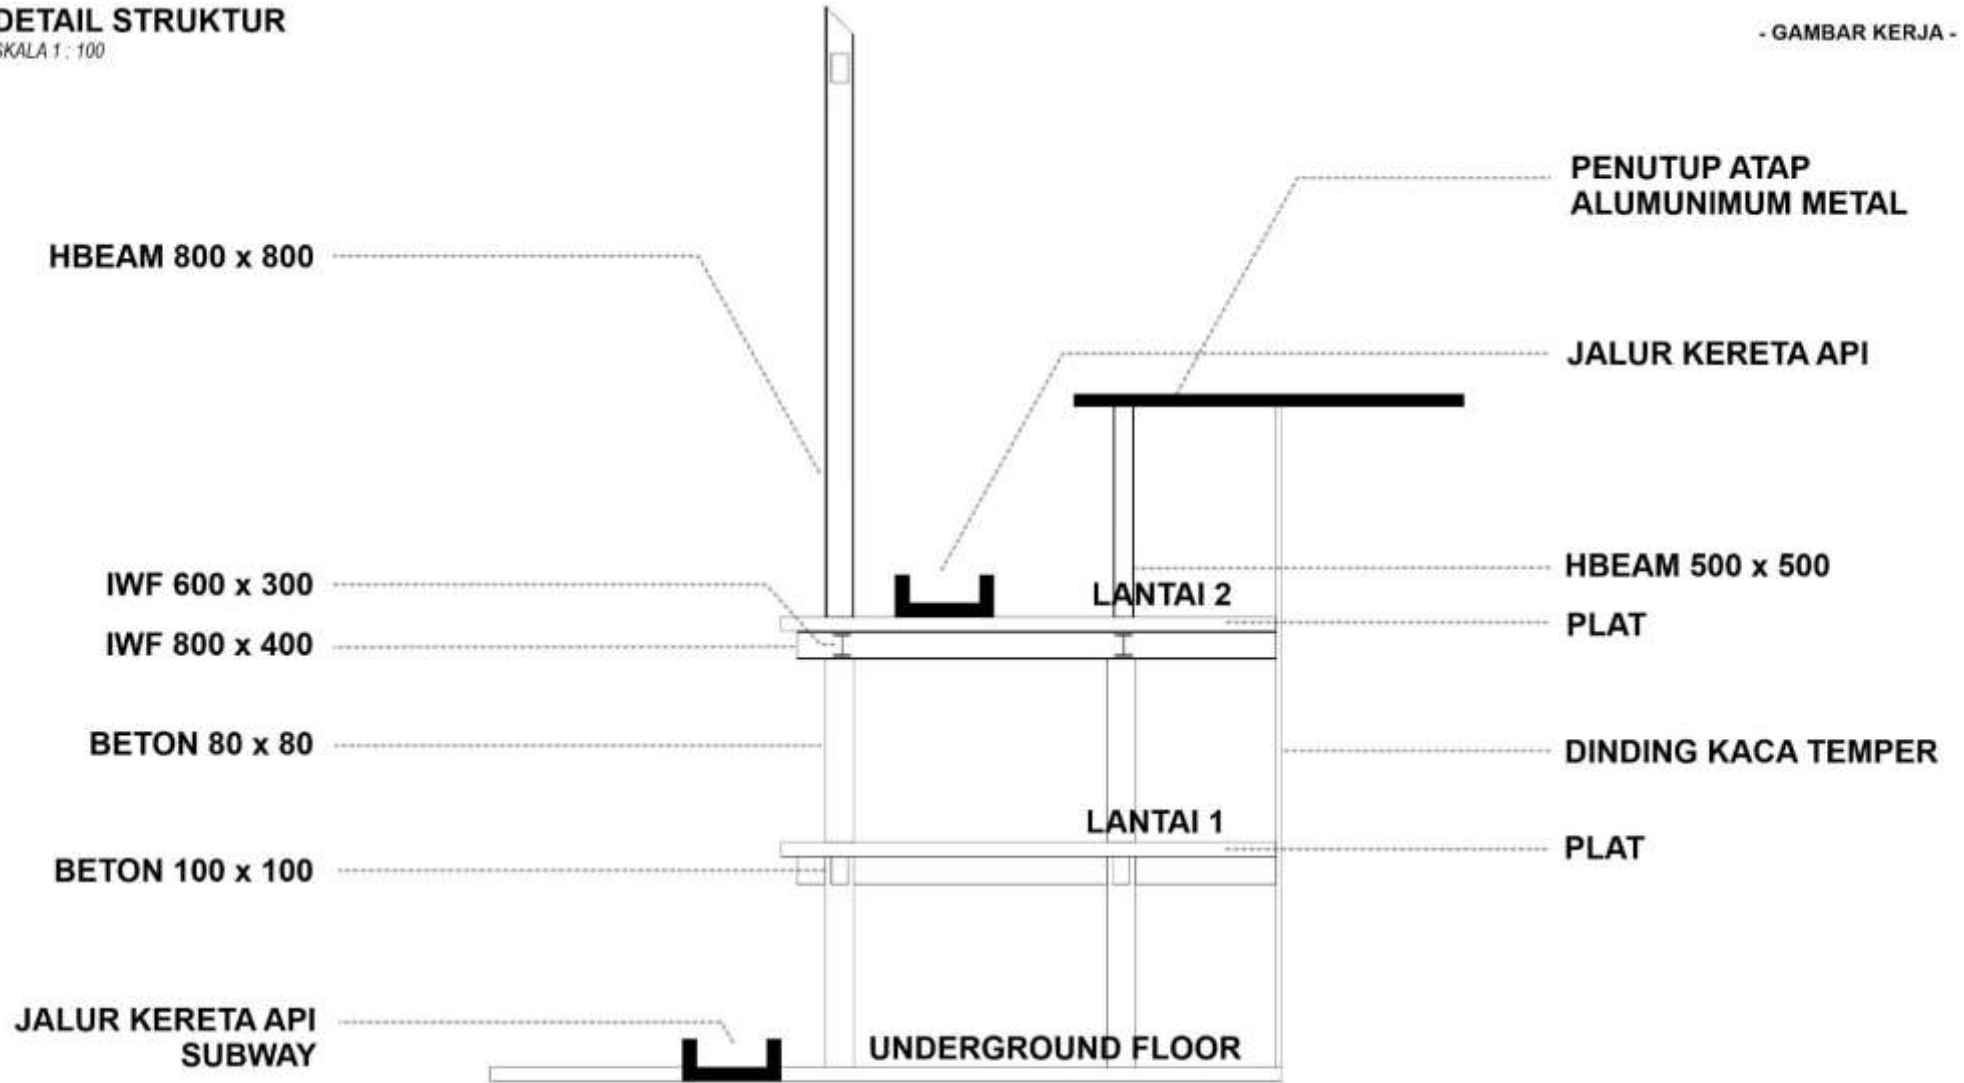 DETAIL STRUKTUR
SKALA 1 : 100
- GAMBAR KERJA -
PENUTUP ATAP
ALUMUNIMUM METAL
HBEAM 800 x 800
JALUR KERETA API
HBEAM 500 x 500
IWF 600 x 300
LANTAI 2
PLAT
IWF 800 x 400
BETON 80 x 80
DINDING KACA TEMPER
LANTAI 1
PLAT
BETON 100 x 100
JALUR KERETA API
SUBWAY
UNDERGROUND FLOOR